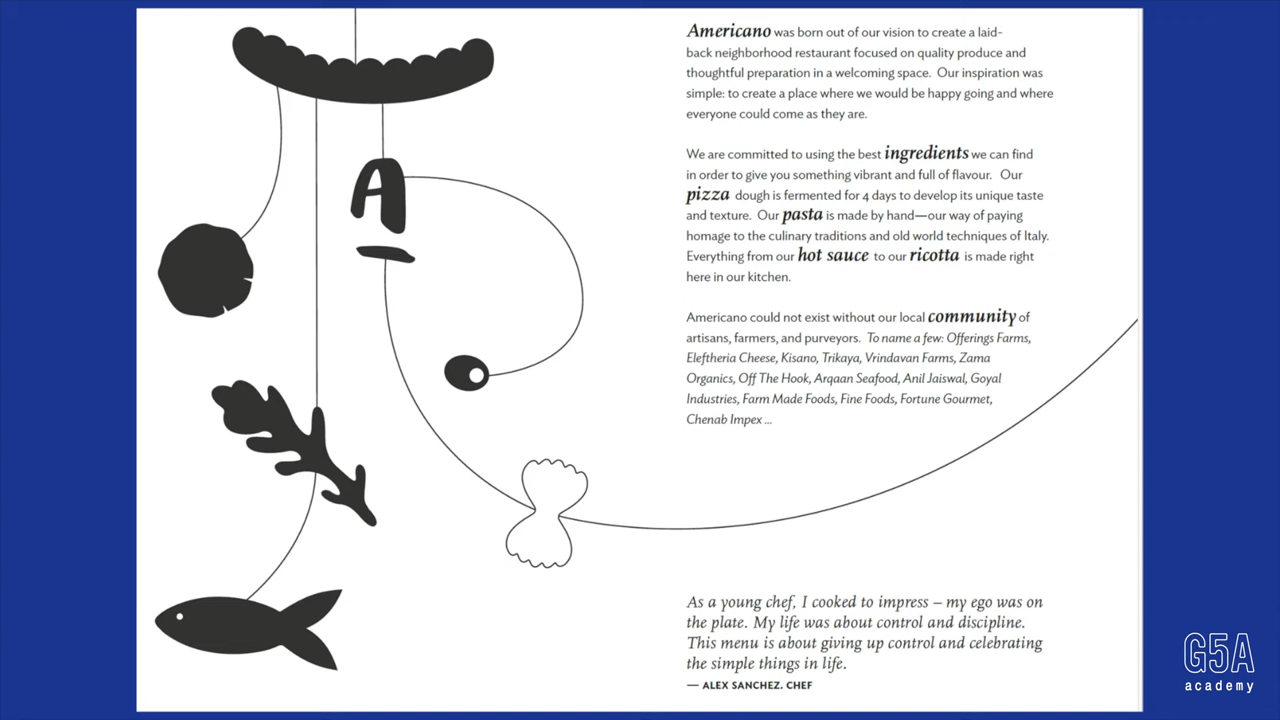 Americano was born out of our vision to create a laid-
back neighborhood restaurant focused on quality produce and
thoughtful preparation in a welcoming space. Our inspiration was
simple: to create a place where we would be happy going and where
everyone could come as they are.
We are committed to using the best ingredients we can find
in order to give you something vibrant and full of flavour. Our
pizza dough is fermented for 4 days to develop its unique taste
and texture. Our pasta is made by hand—our way of paying
homage to the culinary traditions and old world techniques of Italy.
Everything from our hot sauce to our ricotta is made right
here in our kitchen.
Americano could not exist without our local community of
artisans, farmers, and purveyors. To name a few: Offerings Farms,
Eleftheria Cheese, Kisano, Trikaya, Vrindavan Farms, Zama
Organics, Off The Hook, Arqaan Seafood, Anil Jaiswal, Goyal
Industries, Farm Made Foods, Fine Foods, Fortune Gourmet,
Chenab Impex ...
As a young chef, I cooked to impress – my ego was on
the plate. My life was about control and discipline.
This menu is about giving up control and celebrating
the simple things in life.
— ALEX SANCHEZ. CHEF
A
G5A
academy